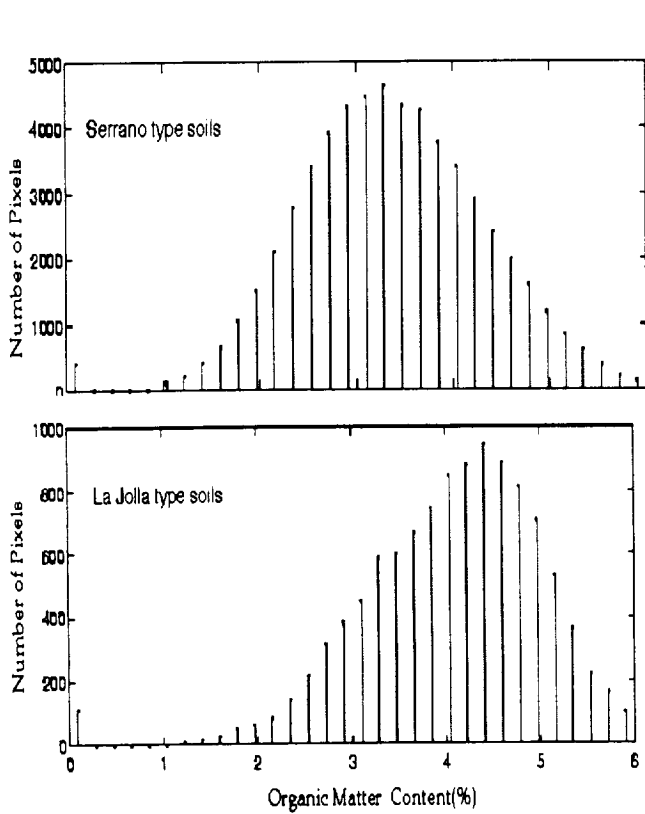 5000
4000
3000
2000
1000
0
Number of Pixels
Serrano type soils
1000
800
600
400
200
0
Number of Pixels
La Jolla type soils
0 1 2 3 4 5 6
Organic Matter Content(%)